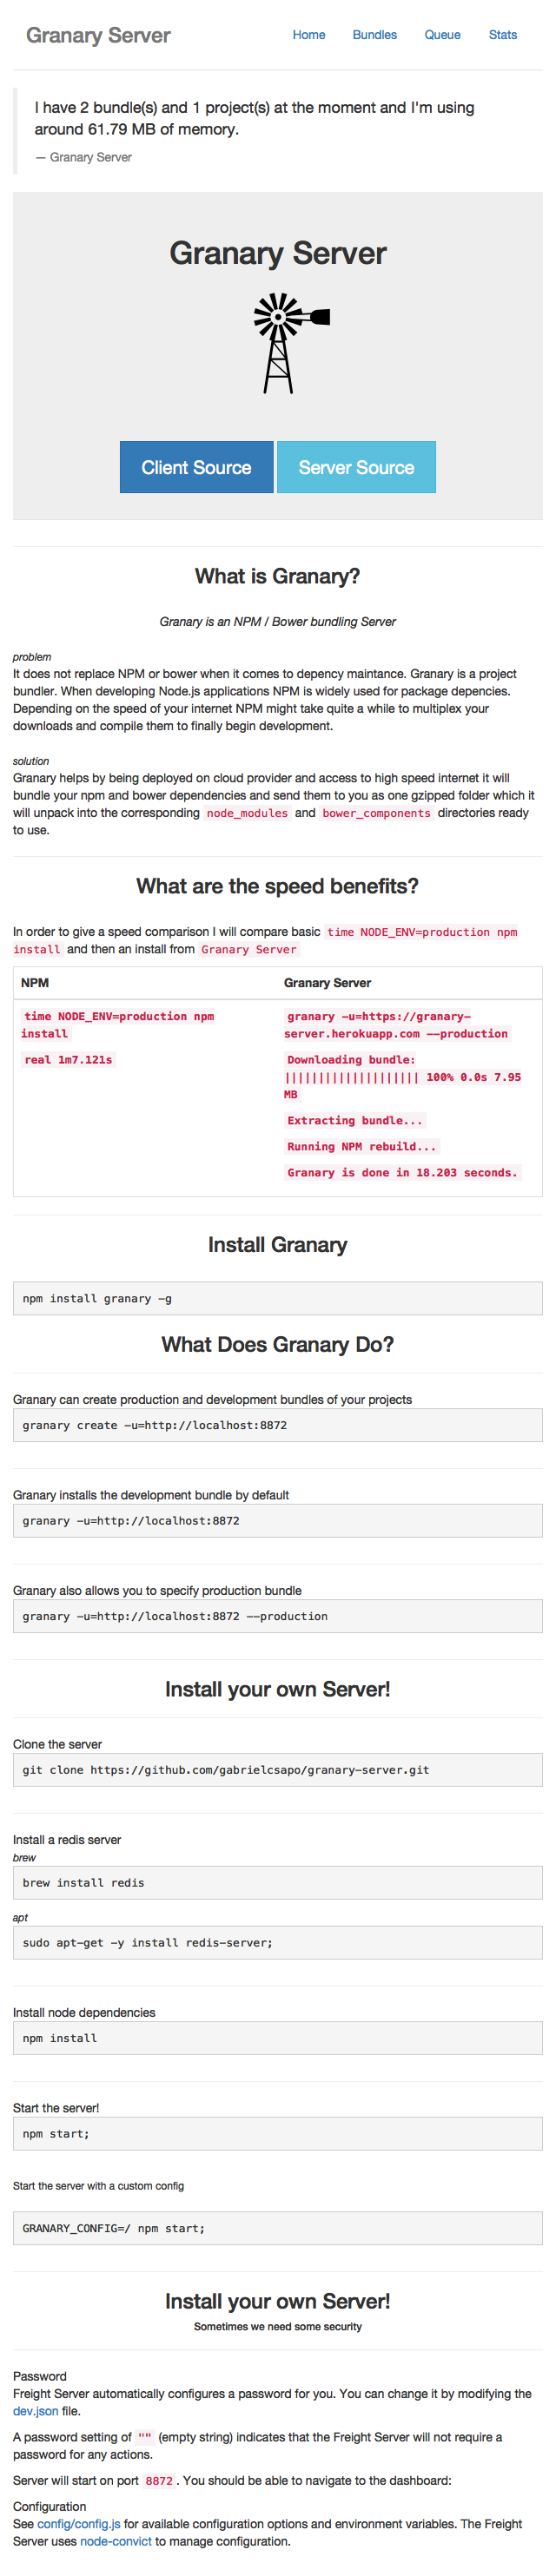 Granary Server
Home Bundles Queue Stats
I have 2 bundle(s) and 1 project(s) at the moment and I'm using
around 61.79 MB of memory.
— Granary Server
Granary Server
Client Source Server Source
What is Granary?
Granary is an NPM / Bower bundling Server
problem
It does not replace NPM or bower when it comes to depency maintance. Granary is a project
bundler. When developing Node.js applications NPM is widely used for package depencies.
Depending on the speed of your internet NPM might take quite a while to multiplex your
downloads and compile them to finally begin development.
solution
Granary helps by being deployed on cloud provider and access to high speed internet it will
bundle your npm and bower dependencies and send them to you as one gzipped folder which it
will unpack into the corresponding node_modules and bower_components directories ready
to use.
What are the speed benefits?
In order to give a speed comparison I will compare basic time NODE_ENV=production npm
install and then an install from Granary Server
NPM
time NODE_ENV=production npm
install
real 1m7.121s
Granary Server
granary -u=https://granary-
server.herokuapp.com --production
Downloading bundle:
|||||||||||||||||||| 100% 0.0s 7.95
MB
Extracting bundle...
Running NPM rebuild...
Granary is done in 18.203 seconds.
Install Granary
npm install granary -g
What Does Granary Do?
Granary can create production and development bundles of your projects
granary create -u=http://localhost:8872
Granary installs the development bundle by default
granary -u=http://localhost:8872
Granary also allows you to specify production bundle
granary -u=http://localhost:8872 --production
Install your own Server!
Clone the server
git clone https://github.com/gabrielcsapo/granary-server.git
Install a redis server
brew
brew install redis
apt
sudo apt-get -y install redis-server;
Install node dependencies
npm install
Start the server!
npm start;
Start the server with a custom config
GRANARY_CONFIG=/ npm start;
Install your own Server!
Sometimes we need some security
Password
Freight Server automatically configures a password for you. You can change it by modifying the
dev.json file.
A password setting of "" (empty string) indicates that the Freight Server will not require a
password for any actions.
Server will start on port 8872. You should be able to navigate to the dashboard:
Configuration
See config/config.js for available configuration options and environment variables. The Freight
Server uses node-convict to manage configuration.